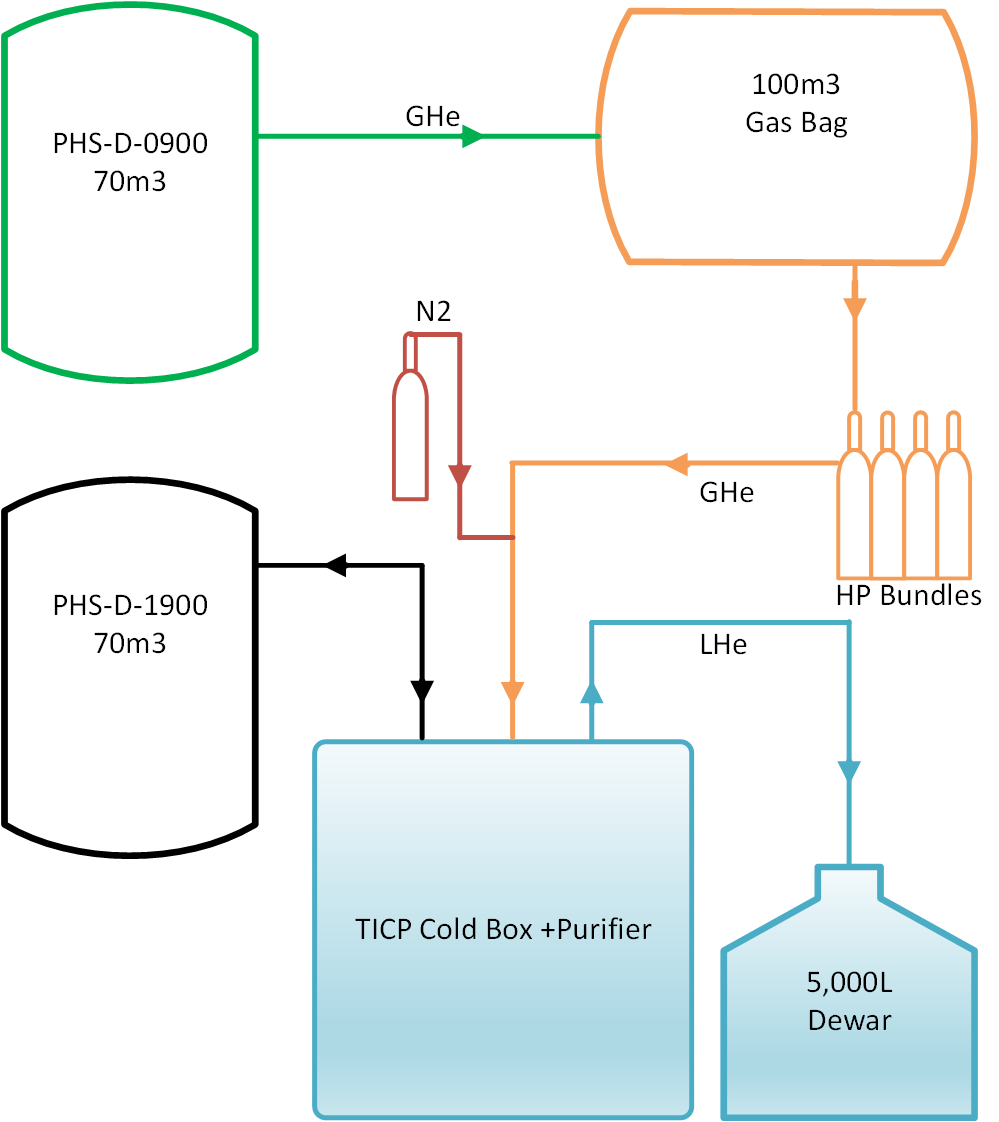 PHS-D-0900
70m3
GHe
100m3
Gas Bag
N2
GHe
HP Bundles
PHS-D-1900
70m3
LHe
TICP Cold Box +Purifier
5,000L
Dewar